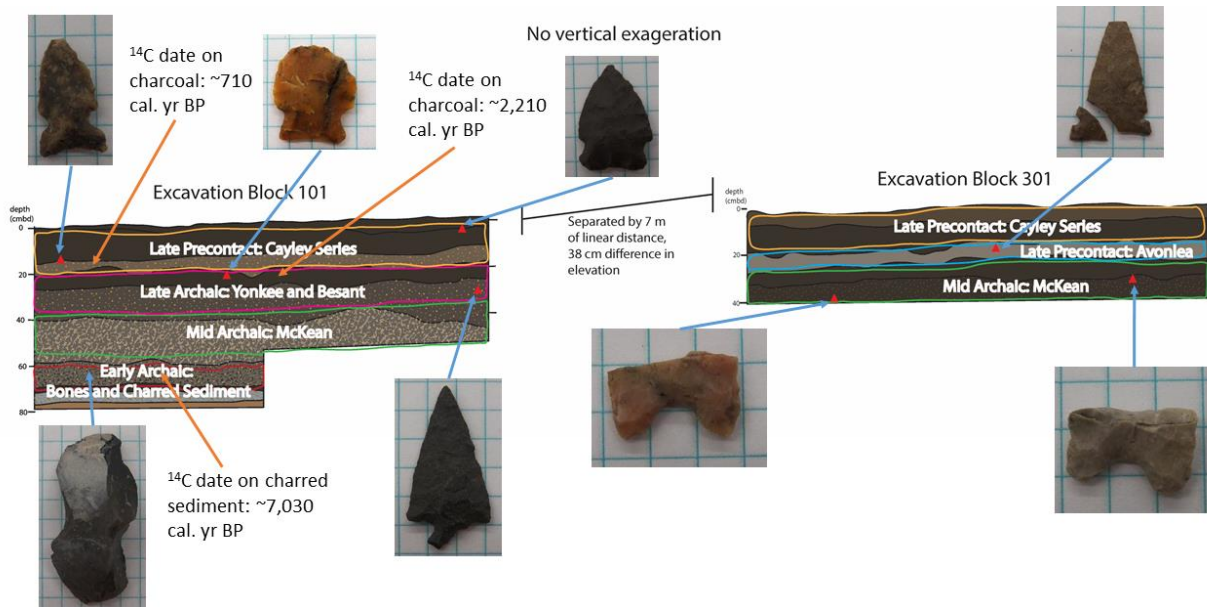 No vertical exageration
¹⁴C date on
charcoal: ~710
cal. yr BP
¹⁴C date on
charcoal: ~2,210
cal. yr BP
Excavation Block 101
depth
(cmbd)
0
20
40
60
80
Late Precontact: Cayley Series
Late Archaic: Yonkee and Besant
Mid Archaic: McKean
Early Archaic:
Bones and Charred Sediment
¹⁴C date on charred
sediment: ~7,030
cal. yr BP
Separated by 7 m
of linear distance,
38 cm difference in
elevation
Excavation Block 301
depth
(cmbd)
0
20
40
Late Precontact: Cayley Series
Late Precontact: Avonlea
Mid Archaic: McKean